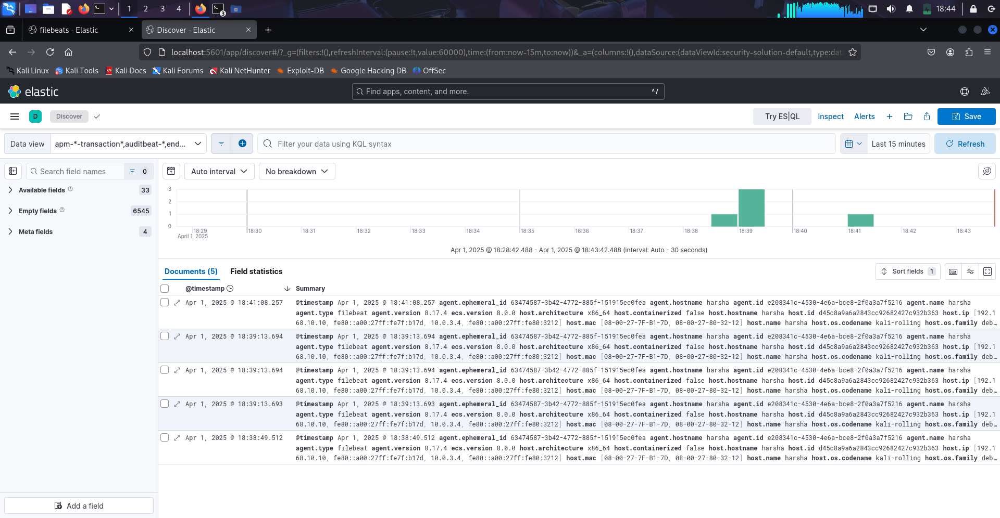 1 2 3 4 3 18:44
filebeats - Elastic
Discover - Elastic
localhost:5601/app/discover#/?_g=(filters:!(),refreshInterval:(pause:!t,value:60000),time:(from:now-15m,to:now))&_a=(columns:!(),dataSource:(dataViewId:security-solution-default,type:dat
Kali Linux Kali Tools Kali Docs Kali Forums Kali NetHunter Exploit-DB Google Hacking DB OffSec
elastic Find apps, content, and more. ^/
D Discover Try ES|QL Inspect Alerts Save
Data view apm-*-transaction*,auditbeat-*,end... Filter your data using KQL syntax Last 15 minutes Refresh
Search field names 0
Available fields 33
Empty fields 6545
Meta fields 4
Add a field
Auto interval No breakdown
3
2
1
0
18:29 18:30 18:31 18:32 18:33 18:34 18:35 18:36 18:37 18:38 18:39 18:40 18:41 18:42 18:43
April 1, 2025
Apr 1, 2025 @ 18:28:42.488 - Apr 1, 2025 @ 18:43:42.488 (interval: Auto - 30 seconds)
Documents (5) Field statistics Sort fields 1
@timestamp Summary
Apr 1, 2025 @ 18:41:08.257 @timestamp Apr 1, 2025 @ 18:41:08.257 agent.ephemeral_id 63474587-3b42-4772-885f-151915ec0fea agent.hostname harsha agent.id e208341c-4530-4e6a-bce8-2f0a3a7f5216 agent.name harsha
agent.type filebeat agent.version 8.17.4 ecs.version 8.0.0 host.architecture x86_64 host.containerized false host.hostname harsha host.id d45c8a9a6a2843cc92682427c932b363 host.ip [192.1
68.10.10, fe80::a00:27ff:fe7f:b17d, 10.0.3.4, fe80::a00:27ff:fe80:3212] host.mac [08-00-27-7F-B1-7D, 08-00-27-80-32-12] host.name harsha host.os.codename kali-rolling host.os.family deb…
Apr 1, 2025 @ 18:39:13.694 @timestamp Apr 1, 2025 @ 18:39:13.694 agent.ephemeral_id 63474587-3b42-4772-885f-151915ec0fea agent.hostname harsha agent.id e208341c-4530-4e6a-bce8-2f0a3a7f5216 agent.name harsha
agent.type filebeat agent.version 8.17.4 ecs.version 8.0.0 host.architecture x86_64 host.containerized false host.hostname harsha host.id d45c8a9a6a2843cc92682427c932b363 host.ip [192.1
68.10.10, fe80::a00:27ff:fe7f:b17d, 10.0.3.4, fe80::a00:27ff:fe80:3212] host.mac [08-00-27-7F-B1-7D, 08-00-27-80-32-12] host.name harsha host.os.codename kali-rolling host.os.family deb…
Apr 1, 2025 @ 18:39:13.694 @timestamp Apr 1, 2025 @ 18:39:13.694 agent.ephemeral_id 63474587-3b42-4772-885f-151915ec0fea agent.hostname harsha agent.id e208341c-4530-4e6a-bce8-2f0a3a7f5216 agent.name harsha
agent.type filebeat agent.version 8.17.4 ecs.version 8.0.0 host.architecture x86_64 host.containerized false host.hostname harsha host.id d45c8a9a6a2843cc92682427c932b363 host.ip [192.1
68.10.10, fe80::a00:27ff:fe7f:b17d, 10.0.3.4, fe80::a00:27ff:fe80:3212] host.mac [08-00-27-7F-B1-7D, 08-00-27-80-32-12] host.name harsha host.os.codename kali-rolling host.os.family deb…
Apr 1, 2025 @ 18:39:13.693 @timestamp Apr 1, 2025 @ 18:39:13.693 agent.ephemeral_id 63474587-3b42-4772-885f-151915ec0fea agent.hostname harsha agent.id e208341c-4530-4e6a-bce8-2f0a3a7f5216 agent.name harsha
agent.type filebeat agent.version 8.17.4 ecs.version 8.0.0 host.architecture x86_64 host.containerized false host.hostname harsha host.id d45c8a9a6a2843cc92682427c932b363 host.ip [192.1
68.10.10, fe80::a00:27ff:fe7f:b17d, 10.0.3.4, fe80::a00:27ff:fe80:3212] host.mac [08-00-27-7F-B1-7D, 08-00-27-80-32-12] host.name harsha host.os.codename kali-rolling host.os.family deb…
Apr 1, 2025 @ 18:38:49.512 @timestamp Apr 1, 2025 @ 18:38:49.512 agent.ephemeral_id 63474587-3b42-4772-885f-151915ec0fea agent.hostname harsha agent.id e208341c-4530-4e6a-bce8-2f0a3a7f5216 agent.name harsha
agent.type filebeat agent.version 8.17.4 ecs.version 8.0.0 host.architecture x86_64 host.containerized false host.hostname harsha host.id d45c8a9a6a2843cc92682427c932b363 host.ip [192.1
68.10.10, fe80::a00:27ff:fe7f:b17d, 10.0.3.4, fe80::a00:27ff:fe80:3212] host.mac [08-00-27-7F-B1-7D, 08-00-27-80-32-12] host.name harsha host.os.codename kali-rolling host.os.family deb…